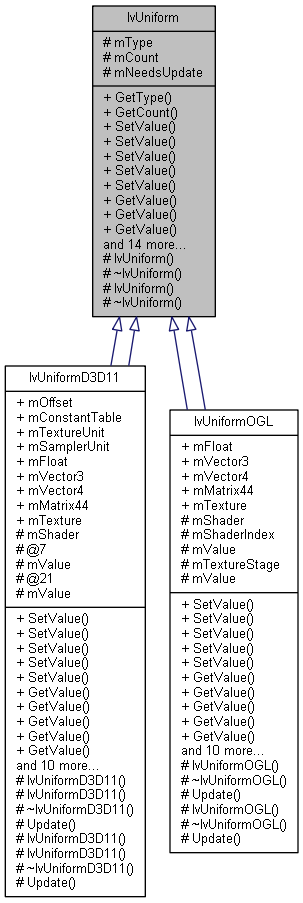 lvUniform
# mType
# mCount
# mNeedsUpdate
+ GetType()
+ GetCount()
+ SetValue()
+ SetValue()
+ SetValue()
+ SetValue()
+ SetValue()
+ GetValue()
+ GetValue()
+ GetValue()
and 14 more...
# lvUniform()
# ~lvUniform()
# lvUniform()
# ~lvUniform()
lvUniformD3D11
+ mOffset
+ mConstantTable
+ mTextureUnit
+ mSamplerUnit
+ mFloat
+ mVector3
+ mVector4
+ mMatrix44
+ mTexture
# mShader
# @7
# mValue
# @21
# mValue
+ SetValue()
+ SetValue()
+ SetValue()
+ SetValue()
+ SetValue()
+ GetValue()
+ GetValue()
+ GetValue()
+ GetValue()
+ GetValue()
and 10 more...
# lvUniformD3D11()
# lvUniformD3D11()
# ~lvUniformD3D11()
# Update()
# lvUniformD3D11()
# lvUniformD3D11()
# ~lvUniformD3D11()
# Update()
lvUniformOGL
+ mFloat
+ mVector3
+ mVector4
+ mMatrix44
+ mTexture
# mShader
# mShaderIndex
# mValue
# mTextureStage
# mValue
+ SetValue()
+ SetValue()
+ SetValue()
+ SetValue()
+ SetValue()
+ GetValue()
+ GetValue()
+ GetValue()
+ GetValue()
+ GetValue()
and 10 more...
# lvUniformOGL()
# ~lvUniformOGL()
# Update()
# lvUniformOGL()
# ~lvUniformOGL()
# Update()